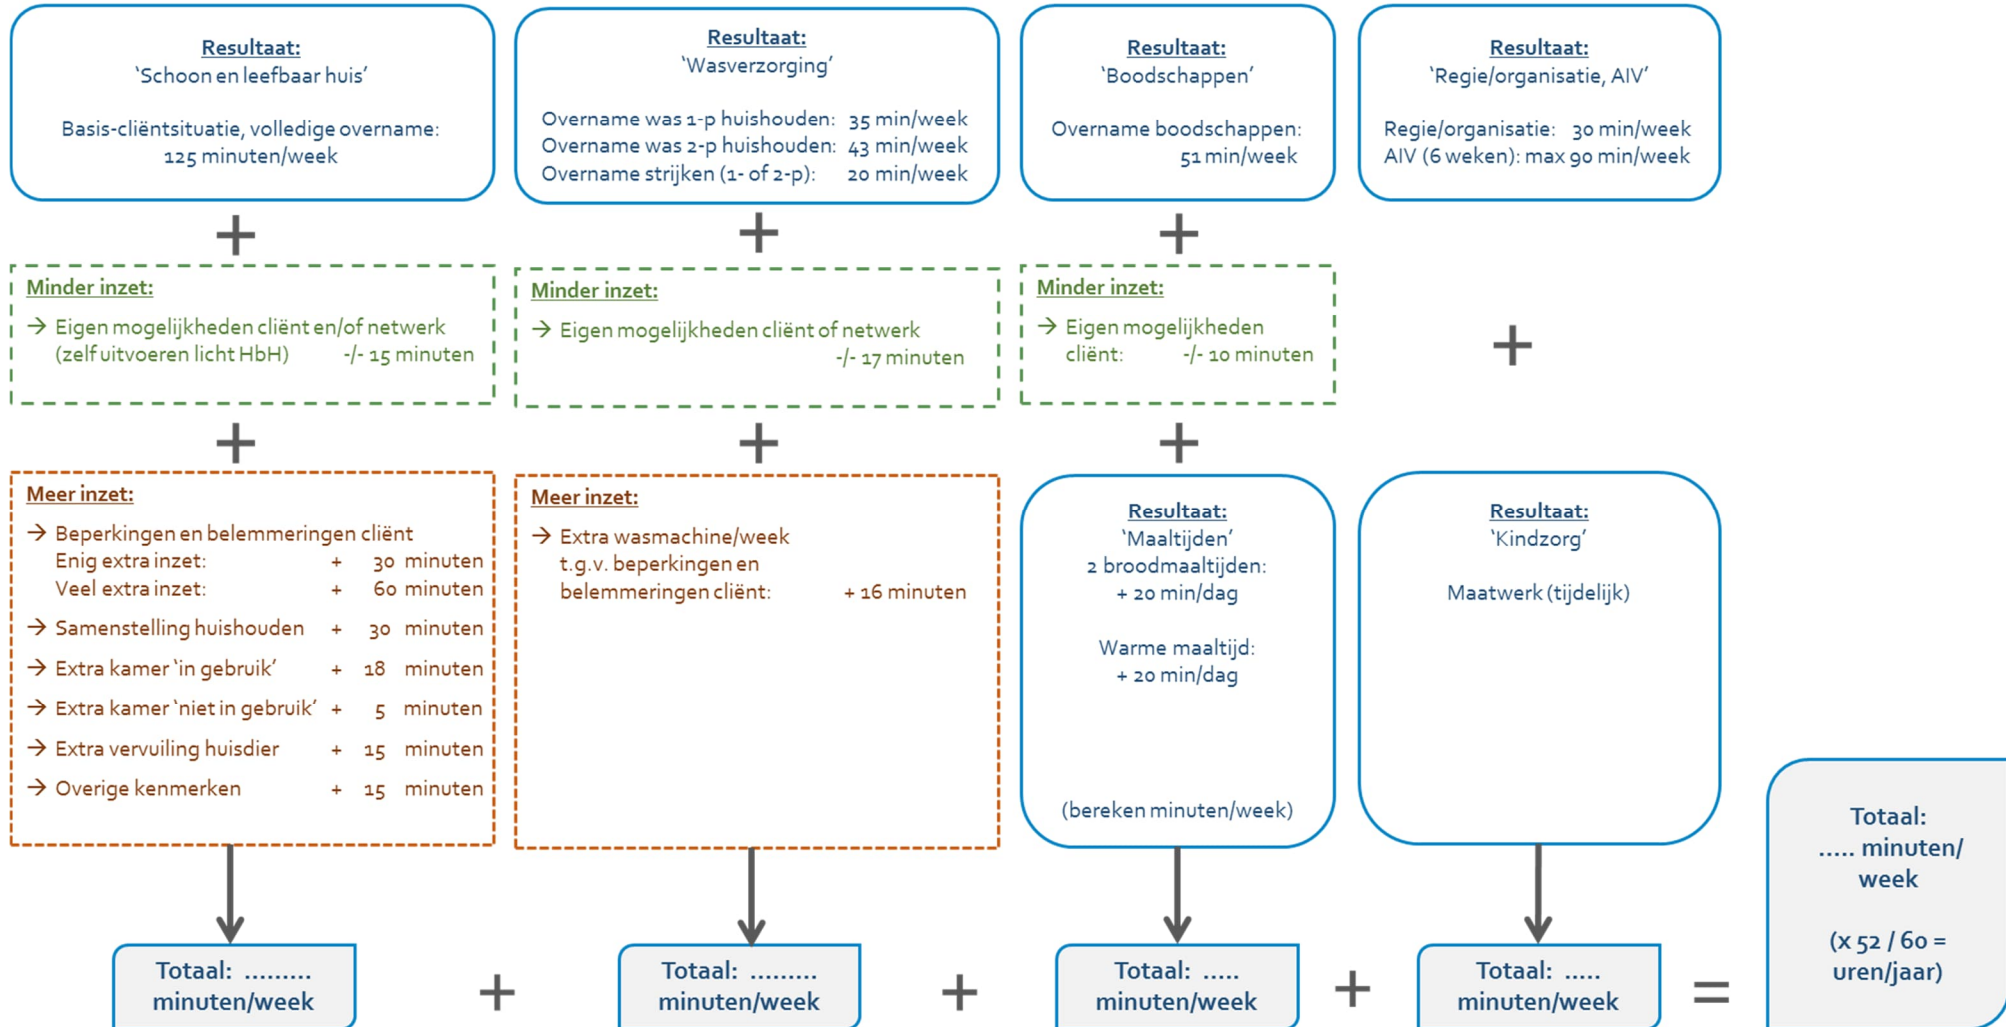 Resultaat:
‘Schoon en leefbaar huis’
Basis-cliëntsituatie, volledige overname:
125 minuten/week
+
Minder inzet:
→ Eigen mogelijkheden cliënt en/of netwerk
(zelf uitvoeren licht HbH) -/- 15 minuten
+
Meer inzet:
→ Beperkingen en belemmeringen cliënt
Enig extra inzet: + 30 minuten
Veel extra inzet: + 60 minuten
→ Samenstelling huishouden + 30 minuten
→ Extra kamer ‘in gebruik’ + 18 minuten
→ Extra kamer ‘niet in gebruik’ + 5 minuten
→ Extra vervuiling huisdier + 15 minuten
→ Overige kenmerken + 15 minuten
Totaal: .........
minuten/week
+
Resultaat:
‘Wasverzorging’
Overname was 1-p huishouden: 35 min/week
Overname was 2-p huishouden: 43 min/week
Overname strijken (1- of 2-p): 20 min/week
+
Minder inzet:
→ Eigen mogelijkheden cliënt of netwerk
-/- 17 minuten
+
Meer inzet:
→ Extra wasmachine/week
t.g.v. beperkingen en
belemmeringen cliënt: + 16 minuten
Totaal: .........
minuten/week
+
Resultaat:
‘Boodschappen’
Overname boodschappen:
51 min/week
+
Minder inzet:
→ Eigen mogelijkheden
cliënt: -/- 10 minuten
+
Resultaat:
‘Maaltijden’
2 broodmaaltijden:
+ 20 min/dag
Warme maaltijd:
+ 20 min/dag
(bereken minuten/week)
Totaal: .....
minuten/week
+
Resultaat:
‘Regie/organisatie, AIV’
Regie/organisatie: 30 min/week
AIV (6 weken): max 90 min/week
+
Resultaat:
‘Kindzorg’
Maatwerk (tijdelijk)
Totaal: .....
minuten/week
=
Totaal:
..... minuten/
week
(x 52 / 60 =
uren/jaar)